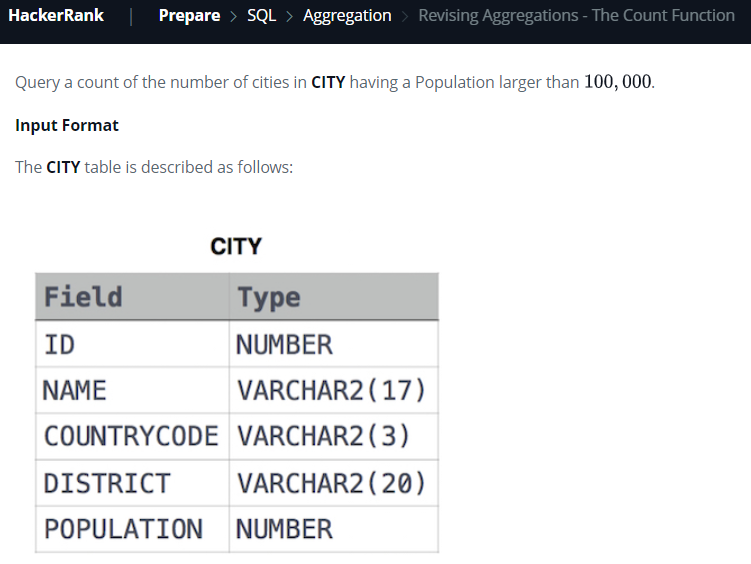 HackerRank | Prepare > SQL > Aggregation > Revising Aggregations - The Count Function
Query a count of the number of cities in CITY having a Population larger than 100, 000.
Input Format
The CITY table is described as follows:
CITY
Field Type
ID NUMBER
NAME VARCHAR2(17)
COUNTRYCODE VARCHAR2(3)
DISTRICT VARCHAR2(20)
POPULATION NUMBER